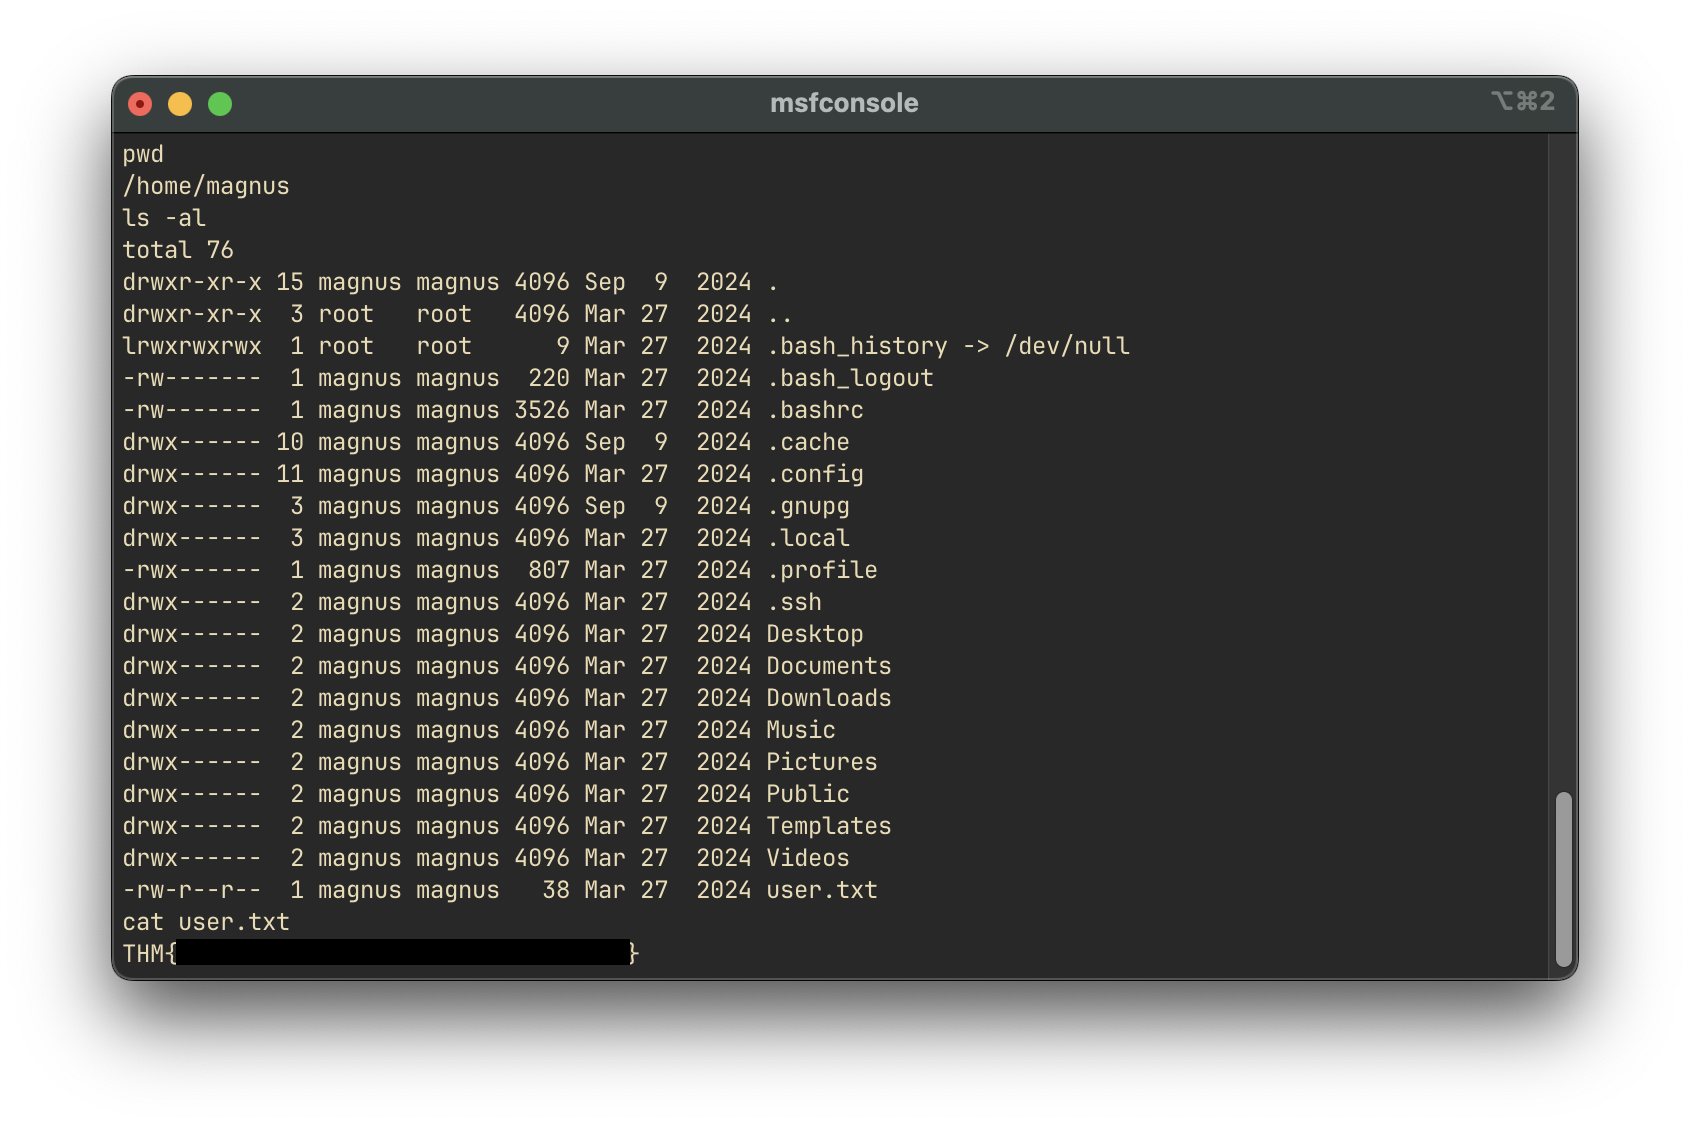 msfconsole
⌥⌘2
pwd
/home/magnus
ls -al
total 76
drwxr-xr-x 15 magnus magnus 4096 Sep  9  2024 .
drwxr-xr-x  3 root   root   4096 Mar 27  2024 ..
lrwxrwxrwx  1 root   root      9 Mar 27  2024 .bash_history -> /dev/null
-rw-------  1 magnus magnus  220 Mar 27  2024 .bash_logout
-rw-------  1 magnus magnus 3526 Mar 27  2024 .bashrc
drwx------ 10 magnus magnus 4096 Sep  9  2024 .cache
drwx------ 11 magnus magnus 4096 Mar 27  2024 .config
drwx------  3 magnus magnus 4096 Sep  9  2024 .gnupg
drwx------  3 magnus magnus 4096 Mar 27  2024 .local
-rwx------  1 magnus magnus  807 Mar 27  2024 .profile
drwx------  2 magnus magnus 4096 Mar 27  2024 .ssh
drwx------  2 magnus magnus 4096 Mar 27  2024 Desktop
drwx------  2 magnus magnus 4096 Mar 27  2024 Documents
drwx------  2 magnus magnus 4096 Mar 27  2024 Downloads
drwx------  2 magnus magnus 4096 Mar 27  2024 Music
drwx------  2 magnus magnus 4096 Mar 27  2024 Pictures
drwx------  2 magnus magnus 4096 Mar 27  2024 Public
drwx------  2 magnus magnus 4096 Mar 27  2024 Templates
drwx------  2 magnus magnus 4096 Mar 27  2024 Videos
-rw-r--r--  1 magnus magnus   38 Mar 27  2024 user.txt
cat user.txt
THM{ }